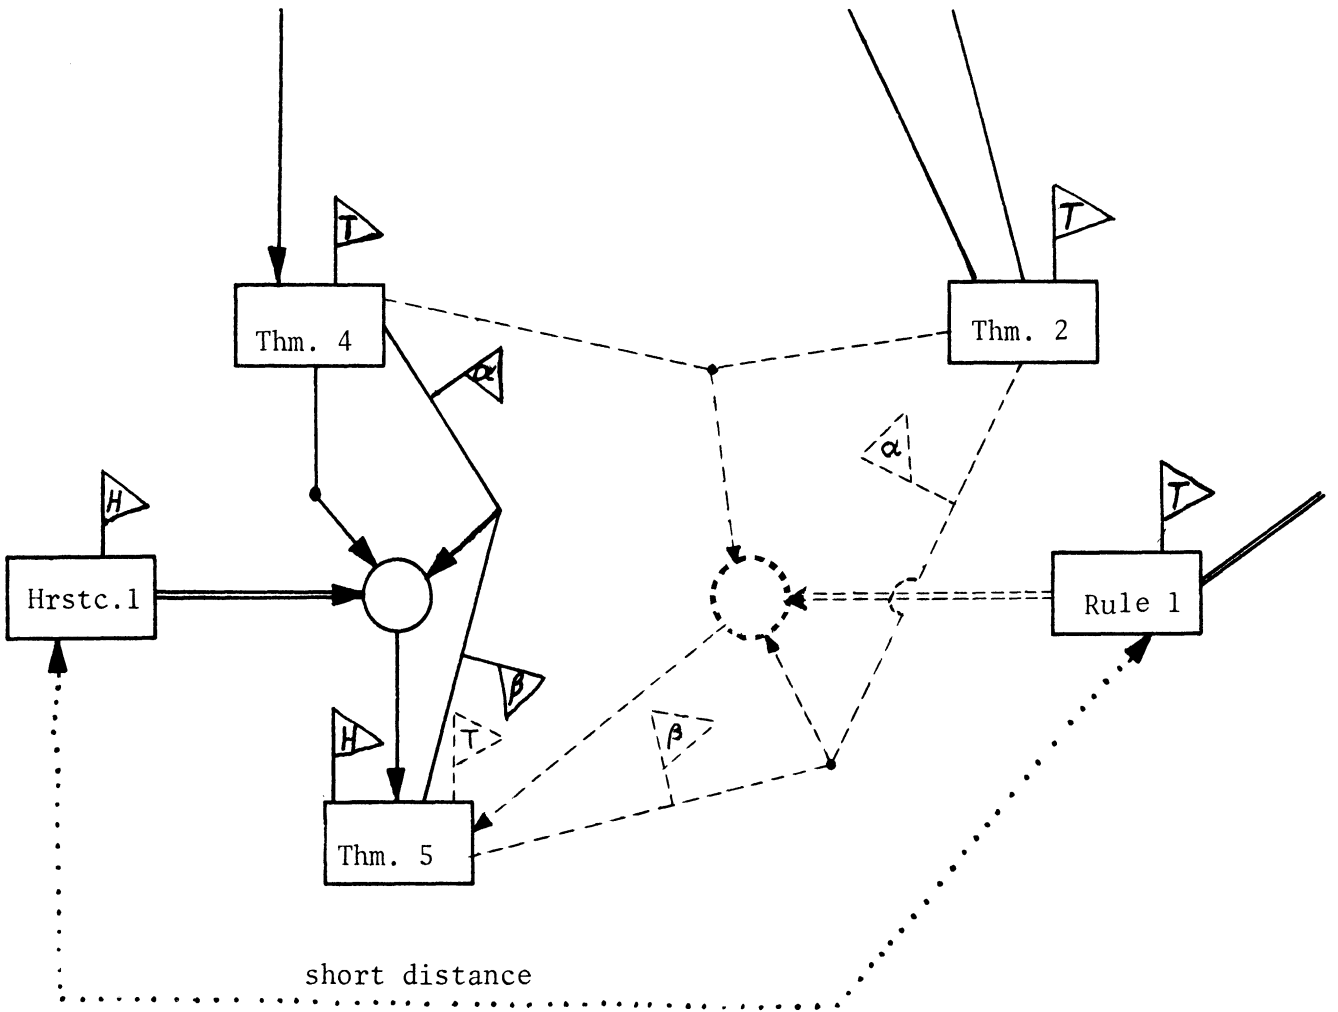 T
T
Thm. 4
Thm. 2
α
α
H
T
Hrstc.1
Rule 1
β
H
T
β
Thm. 5
short distance